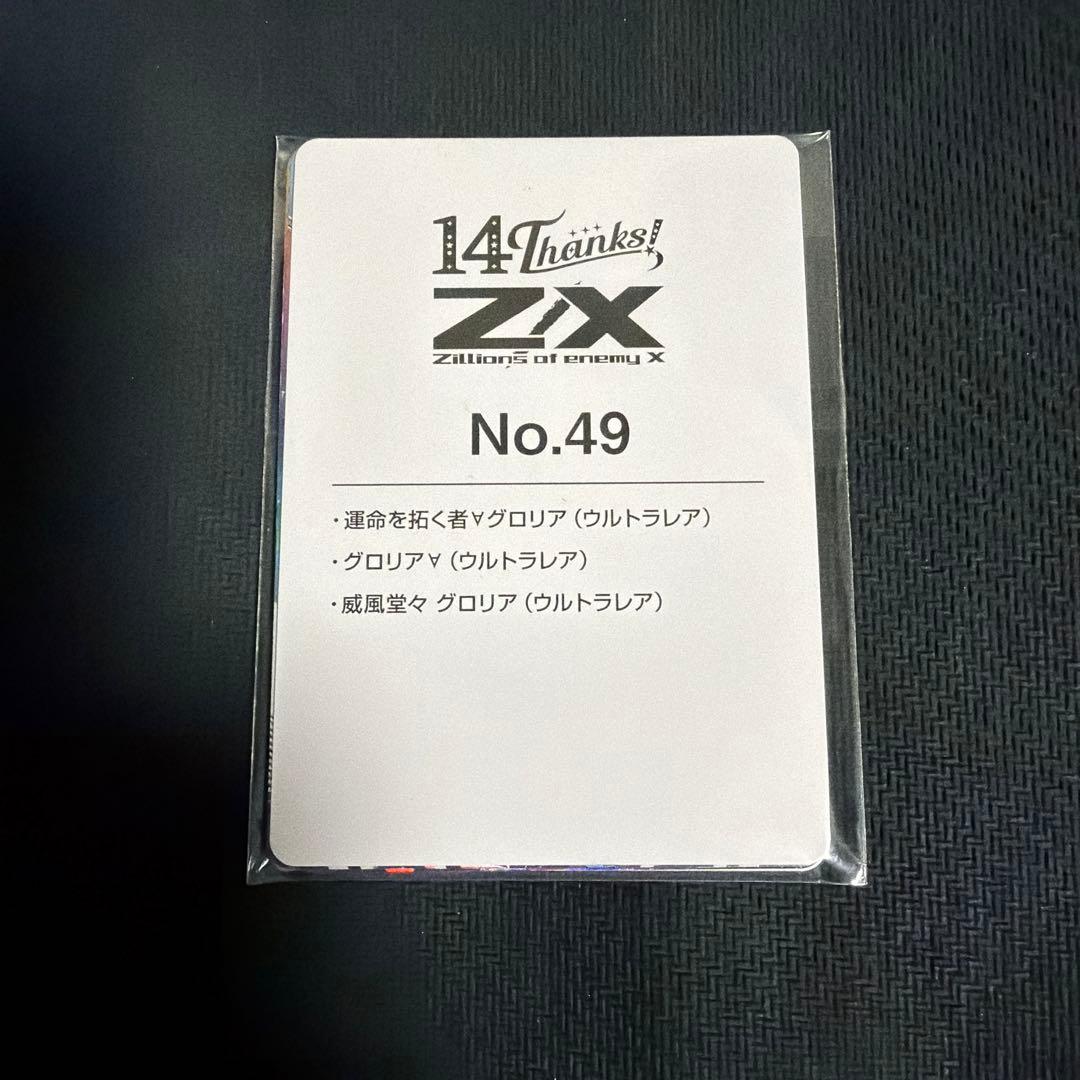 14 Thanks!
Z/X
Zillions of enemy X
No.49
・運命を拓く者∀グロリア（ウルトラレア）
・グロリア∀（ウルトラレア）
・威風堂々 グロリア（ウルトラレア）